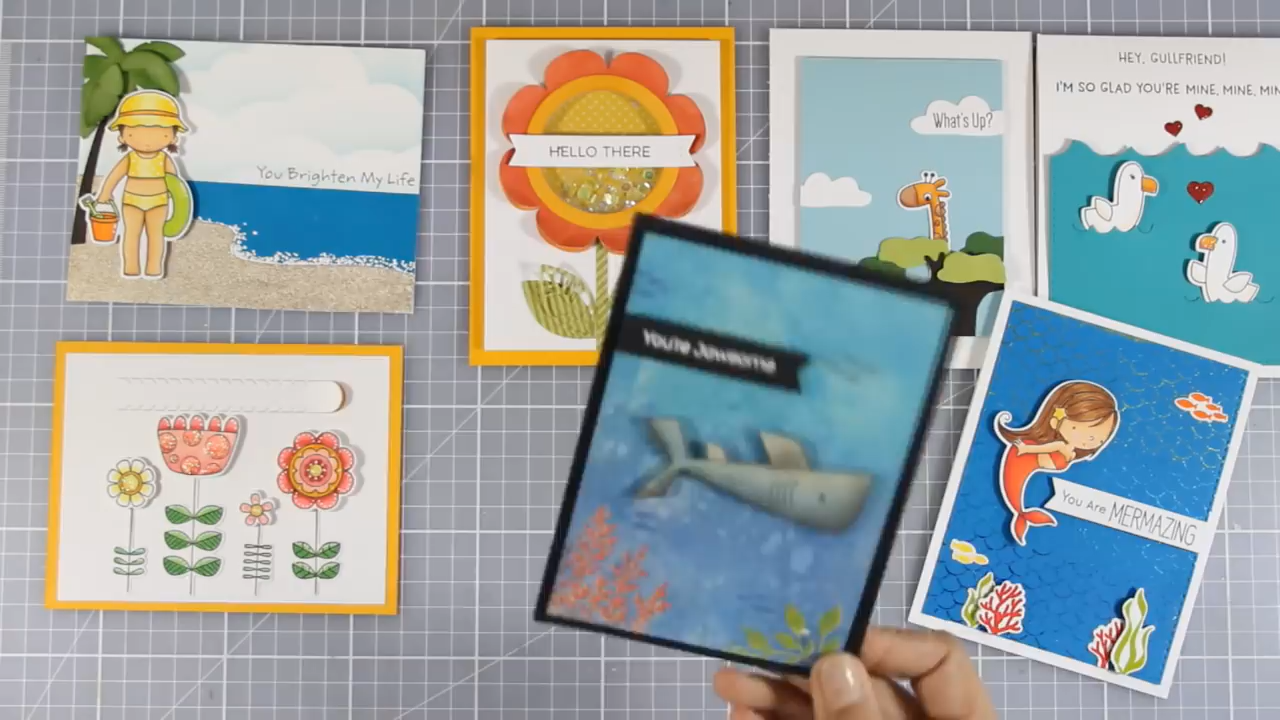 You Brighten My Life
HELLO THERE
What's Up?
HEY, GULLFRIEND!
I'M SO GLAD YOU'RE MINE, MINE, MIN
You're Jawesome
You Are MERMAZING